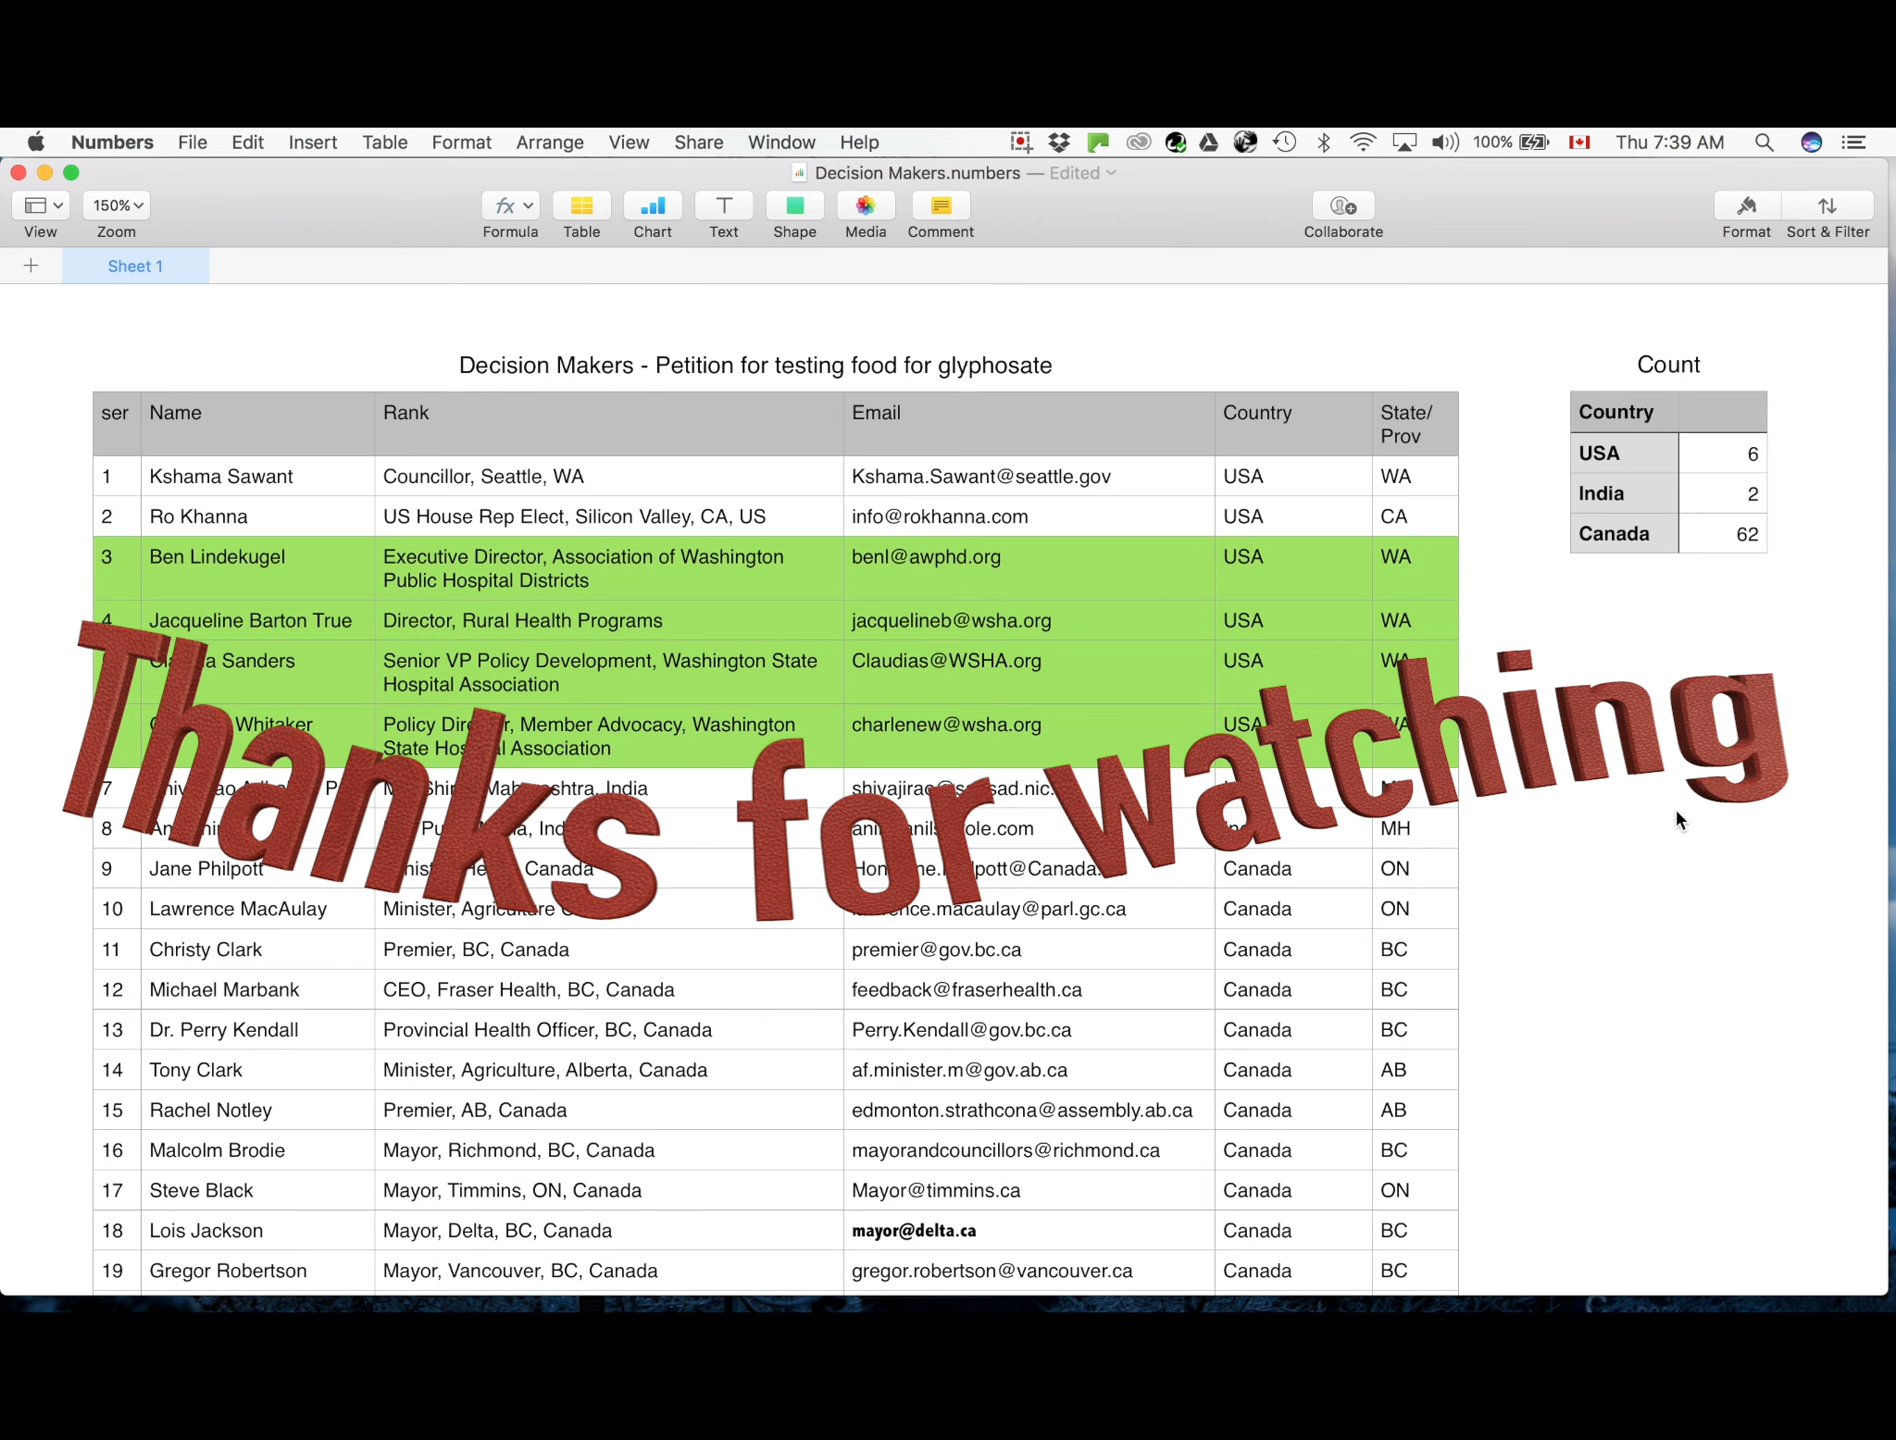 Numbers File Edit Insert Table Format Arrange View Share Window Help 100% Thu 7:39 AM
Decision Makers.numbers — Edited
150%
View Zoom Formula Table Chart Text Shape Media Comment Collaborate Format Sort & Filter
Sheet 1
Decision Makers - Petition for testing food for glyphosate
ser Name Rank Email Country State/
Prov
1 Kshama Sawant Councillor, Seattle, WA Kshama.Sawant@seattle.gov USA WA
2 Ro Khanna US House Rep Elect, Silicon Valley, CA, US info@rokhanna.com USA CA
3 Ben Lindekugel Executive Director, Association of Washington benl@awphd.org USA WA
Public Hospital Districts
4 Jacqueline Barton True Director, Rural Health Programs jacquelineb@wsha.org USA WA
Sanders Senior VP Policy Development, Washington State Claudias@WSHA.org USA WA
Hospital Association
Whitaker Policy Member Advocacy, Washington charlenew@wsha.org USA
State Association
7 India
8 MH
9 Jane Philpott Canada Canada ON
10 Lawrence MacAulay Minister, Canada ON
11 Christy Clark Premier, BC, Canada premier@gov.bc.ca Canada BC
12 Michael Marbank CEO, Fraser Health, BC, Canada feedback@fraserhealth.ca Canada BC
13 Dr. Perry Kendall Provincial Health Officer, BC, Canada Perry.Kendall@gov.bc.ca Canada BC
14 Tony Clark Minister, Agriculture, Alberta, Canada af.minister.m@gov.ab.ca Canada AB
15 Rachel Notley Premier, AB, Canada edmonton.strathcona@assembly.ab.ca Canada AB
16 Malcolm Brodie Mayor, Richmond, BC, Canada mayorandcouncillors@richmond.ca Canada BC
17 Steve Black Mayor, Timmins, ON, Canada Mayor@timmins.ca Canada ON
18 Lois Jackson Mayor, Delta, BC, Canada mayor@delta.ca Canada BC
19 Gregor Robertson Mayor, Vancouver, BC, Canada gregor.robertson@vancouver.ca Canada BC
Count
Country
USA 6
India 2
Canada 62
Thanks for watching